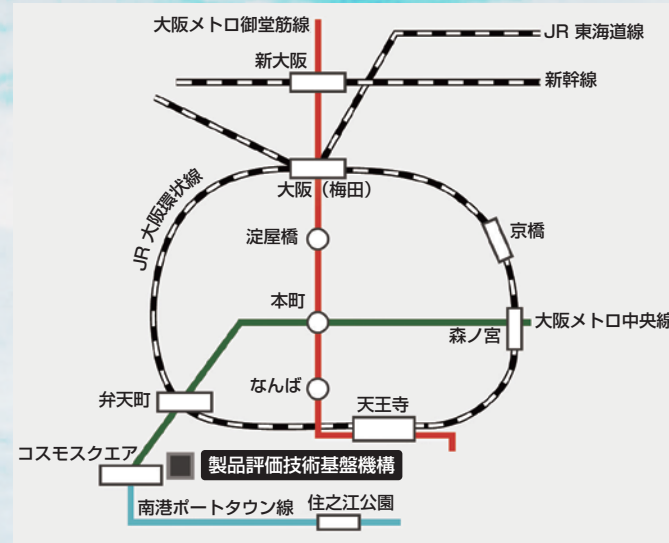 大阪メトロ御堂筋線
JR 東海道線
新大阪
新幹線
大阪（梅田）
JR 大阪環状線
淀屋橋
京橋
本町
大阪メトロ中央線
森ノ宮
なんば
弁天町
天王寺
コスモスクエア
製品評価技術基盤機構
南港ポートタウン線
住之江公園